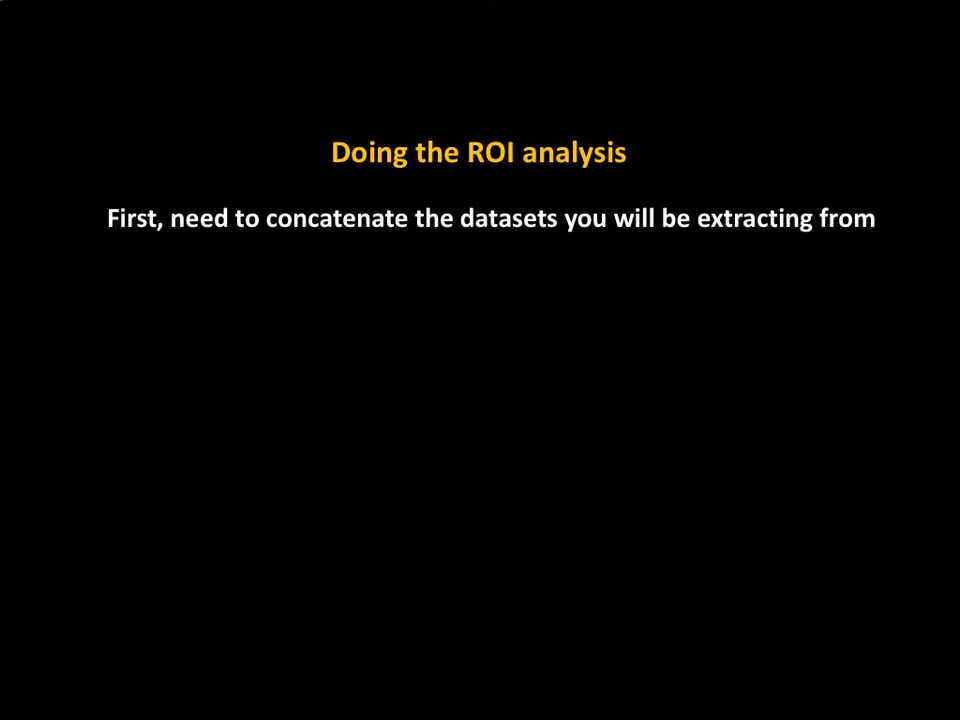 Doing the ROI analysis
First, need to concatenate the datasets you will be extracting from